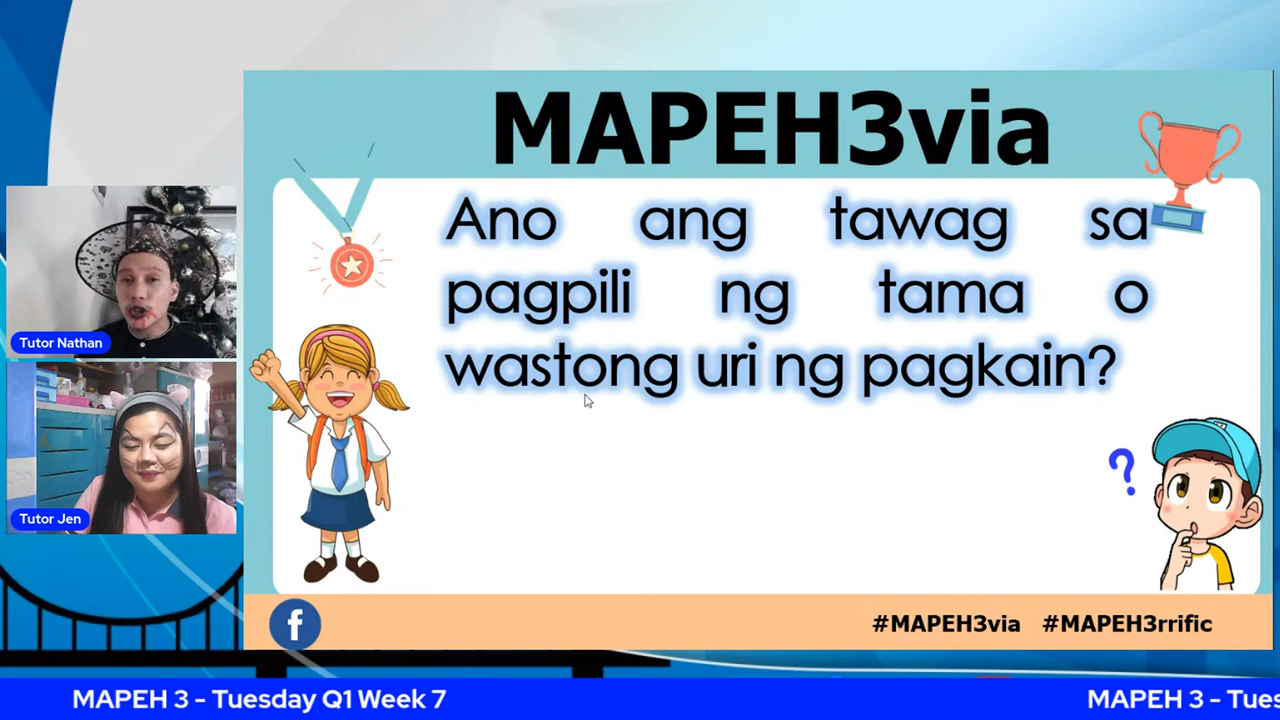 MAPEH3via
Ano ang tawag sa
pagpili ng tama o
wastong uri ng pagkain?
Tutor Nathan
Tutor Jen
?
f
#MAPEH3via #MAPEH3rrific
MAPEH 3 - Tuesday Q1 Week 7
MAPEH 3 - Tues